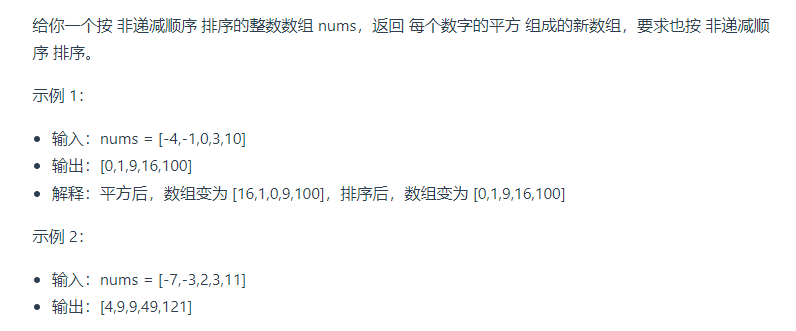 给你一个按 非递减顺序 排序的整数数组 nums，返回 每个数字的平方 组成的新数组，要求也按 非递减顺
序 排序。
示例 1：
• 输入：nums = [-4,-1,0,3,10]
• 输出：[0,1,9,16,100]
• 解释：平方后，数组变为 [16,1,0,9,100]，排序后，数组变为 [0,1,9,16,100]
示例 2：
• 输入：nums = [-7,-3,2,3,11]
• 输出：[4,9,9,49,121]